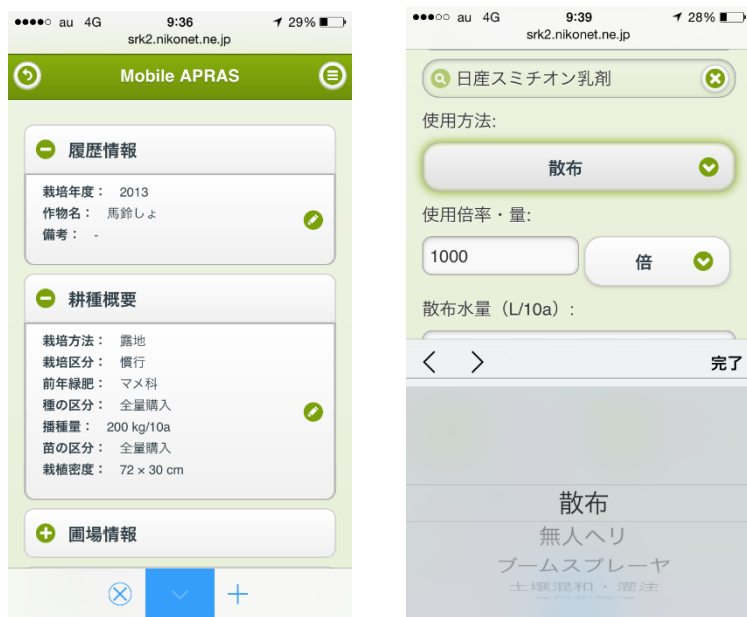 au 4G 9:36 29%
srk2.nikonet.ne.jp
Mobile APRAS
履歴情報
栽培年度： 2013
作物名： 馬鈴しょ
備考： -
耕種概要
栽培方法： 露地
栽培区分： 慣行
前年緑肥： マメ科
種の区分： 全量購入
播種量： 200 kg/10a
苗の区分： 全量購入
栽植密度： 72 × 30 cm
圃場情報
au 4G 9:39 28%
srk2.nikonet.ne.jp
日産スミチオン乳剤
使用方法:
散布
使用倍率・量:
1000 倍
散布水量（L/10a）:
完了
散布
無人ヘリ
ブームスプレーヤ
土壌混和・灌注